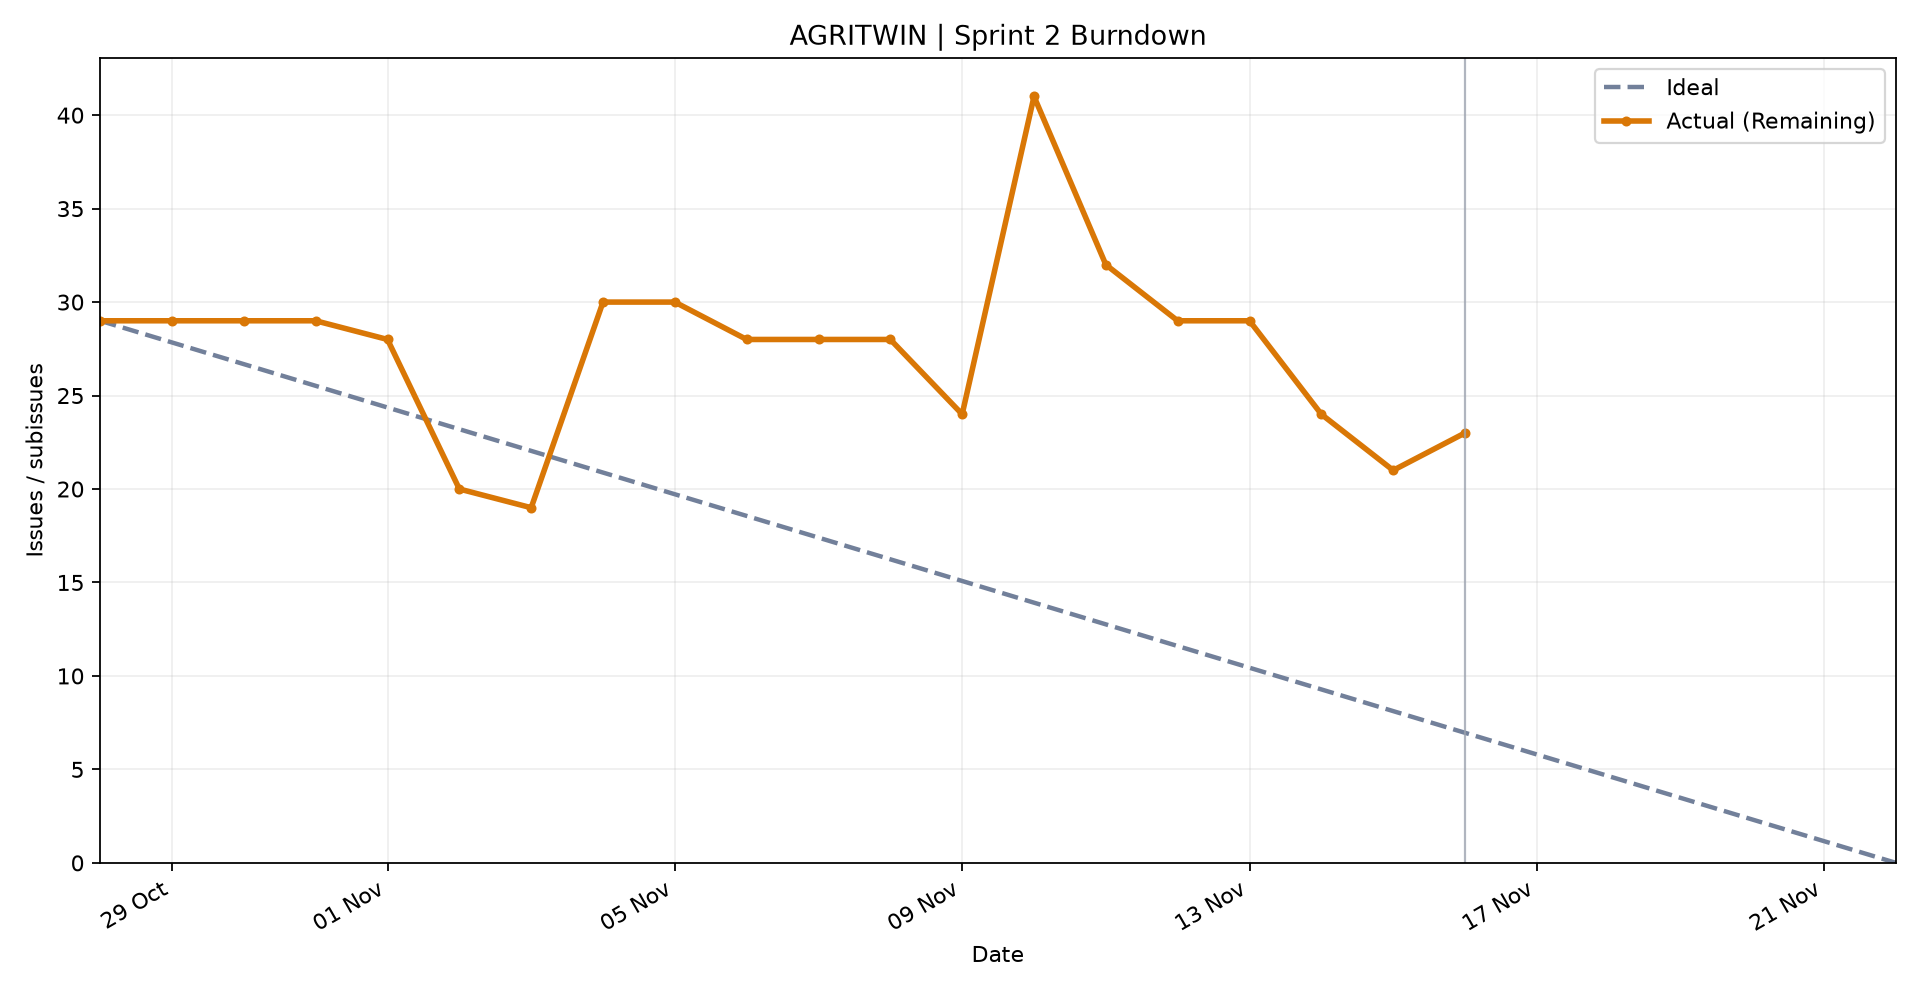 AGRITWIN | Sprint 2 Burndown
Ideal
Actual (Remaining)
Issues / subissues
40
35
30
25
20
15
10
5
0
29 Oct
01 Nov
05 Nov
09 Nov
13 Nov
17 Nov
21 Nov
Date